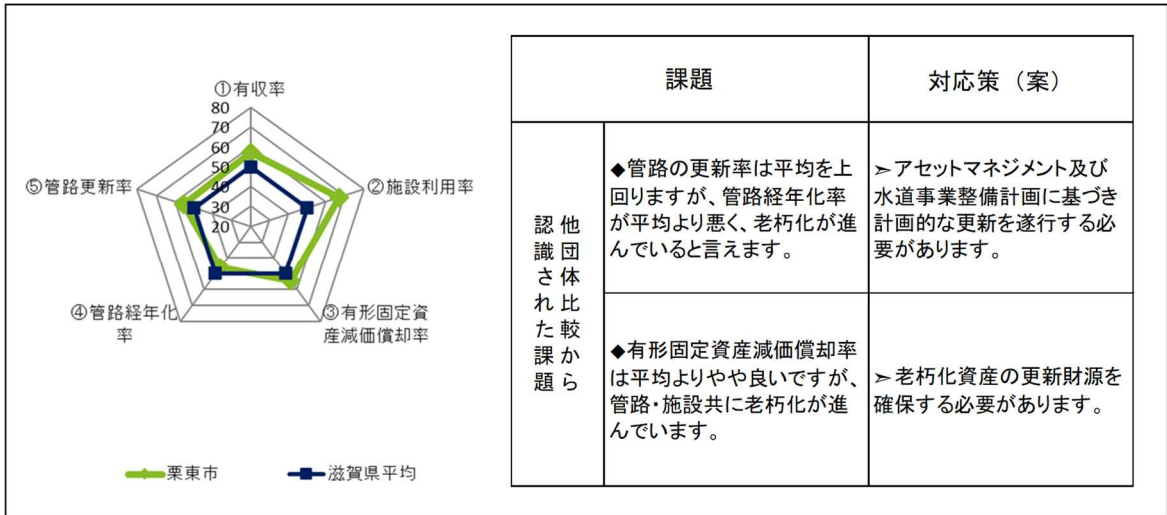 ①有収率
80
70
60
50
40
30
20
②施設利用率
③有形固定資
産減価償却率
④管路経年化
率
⑤管路更新率
栗東市
滋賀県平均
課題
対応策（案）
他団体比較から
認識された課題
◆管路の更新率は平均を上
回りますが、管路経年化率
が平均より悪く、老朽化が進
んでいると言えます。
➣アセットマネジメント及び
水道事業整備計画に基づき
計画的な更新を遂行する必
要があります。
◆有形固定資産減価償却率
は平均よりやや良いですが、
管路・施設共に老朽化が進
んでいます。
➣老朽化資産の更新財源を
確保する必要があります。